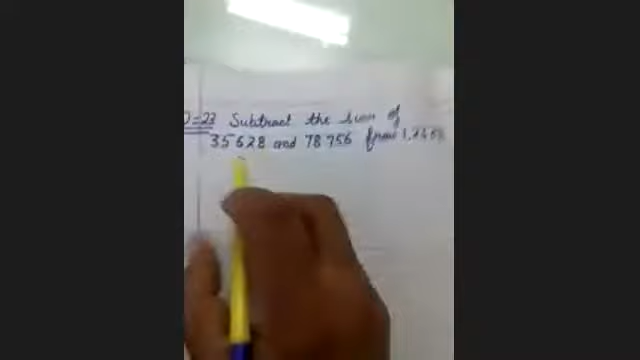 Q=23 Subtract the sum of
35628 and 78756 from